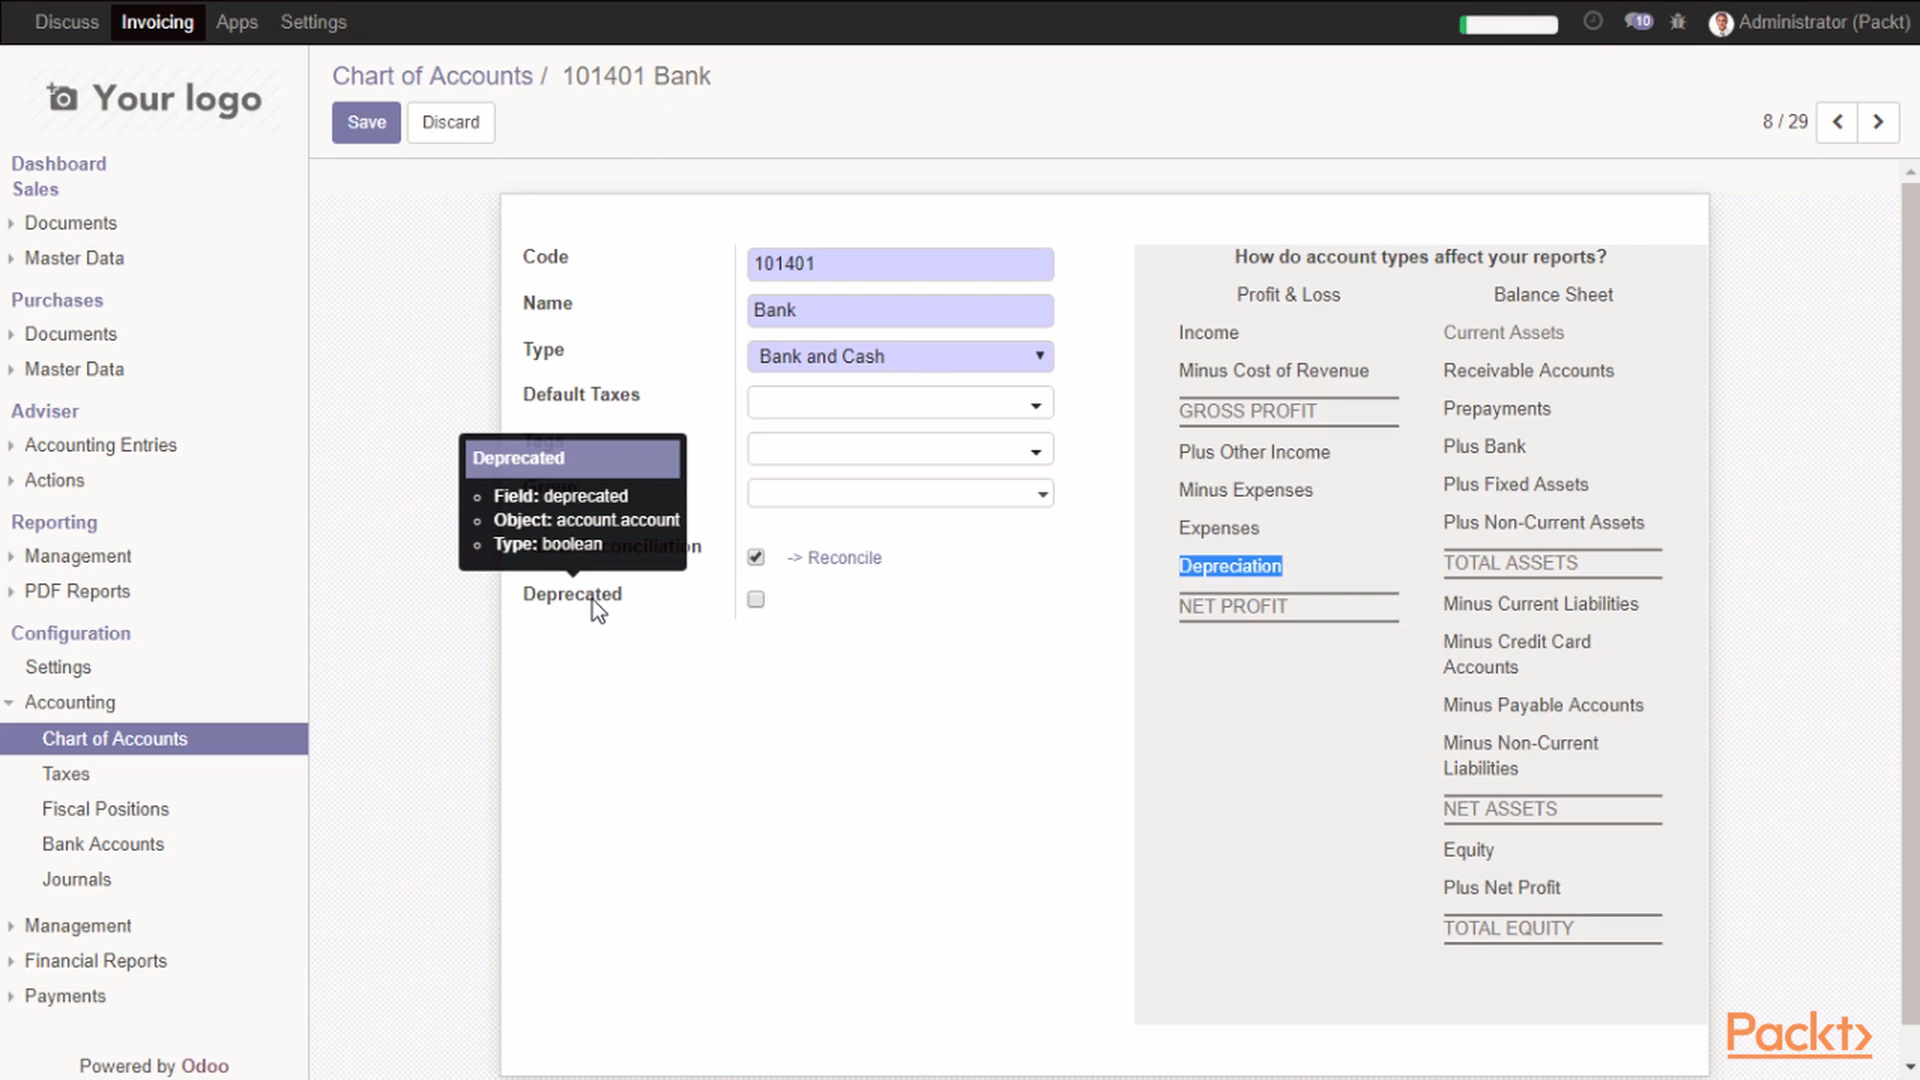 Discuss Invoicing Apps Settings
10 Administrator (Packt)
Your logo
Dashboard
Sales
Documents
Master Data
Purchases
Documents
Master Data
Adviser
Accounting Entries
Actions
Reporting
Management
PDF Reports
Configuration
Settings
Accounting
Chart of Accounts
Taxes
Fiscal Positions
Bank Accounts
Journals
Management
Financial Reports
Payments
Powered by Odoo
Chart of Accounts / 101401 Bank
Save Discard
8 / 29
Code 101401
Name Bank
Type Bank and Cash
Default Taxes
Tags
Group
Deprecated
Field: deprecated
Object: account.account
Type: boolean
-> Reconcile
Deprecated
How do account types affect your reports?
Profit & Loss
Income
Minus Cost of Revenue
GROSS PROFIT
Plus Other Income
Minus Expenses
Expenses
Depreciation
NET PROFIT
Balance Sheet
Current Assets
Receivable Accounts
Prepayments
Plus Bank
Plus Fixed Assets
Plus Non-Current Assets
TOTAL ASSETS
Minus Current Liabilities
Minus Credit Card
Accounts
Minus Payable Accounts
Minus Non-Current
Liabilities
NET ASSETS
Equity
Plus Net Profit
TOTAL EQUITY
Packt